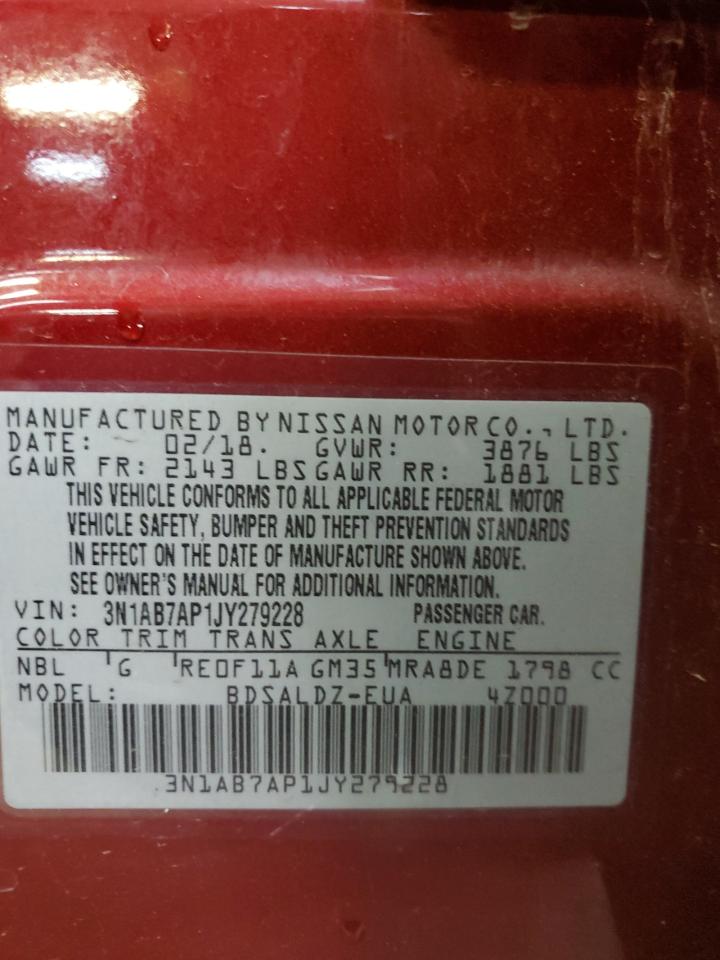 MANUFACTURED BY NISSAN MOTOR CO., LTD.
DATE: 02/18. GVWR: 3876 LBS
GAWR FR: 2143 LBS GAWR RR: 1881 LBS
THIS VEHICLE CONFORMS TO ALL APPLICABLE FEDERAL MOTOR
VEHICLE SAFETY, BUMPER AND THEFT PREVENTION STANDARDS
IN EFFECT ON THE DATE OF MANUFACTURE SHOWN ABOVE.
SEE OWNER'S MANUAL FOR ADDITIONAL INFORMATION.
VIN: 3N1AB7AP1JY279228 PASSENGER CAR.
COLOR TRIM TRANS AXLE ENGINE
NBL G RE0F11A GM35 MRA8DE 1798 CC
MODEL: BDSALDZ-EUA 4Z000
3N1AB7AP1JY279228